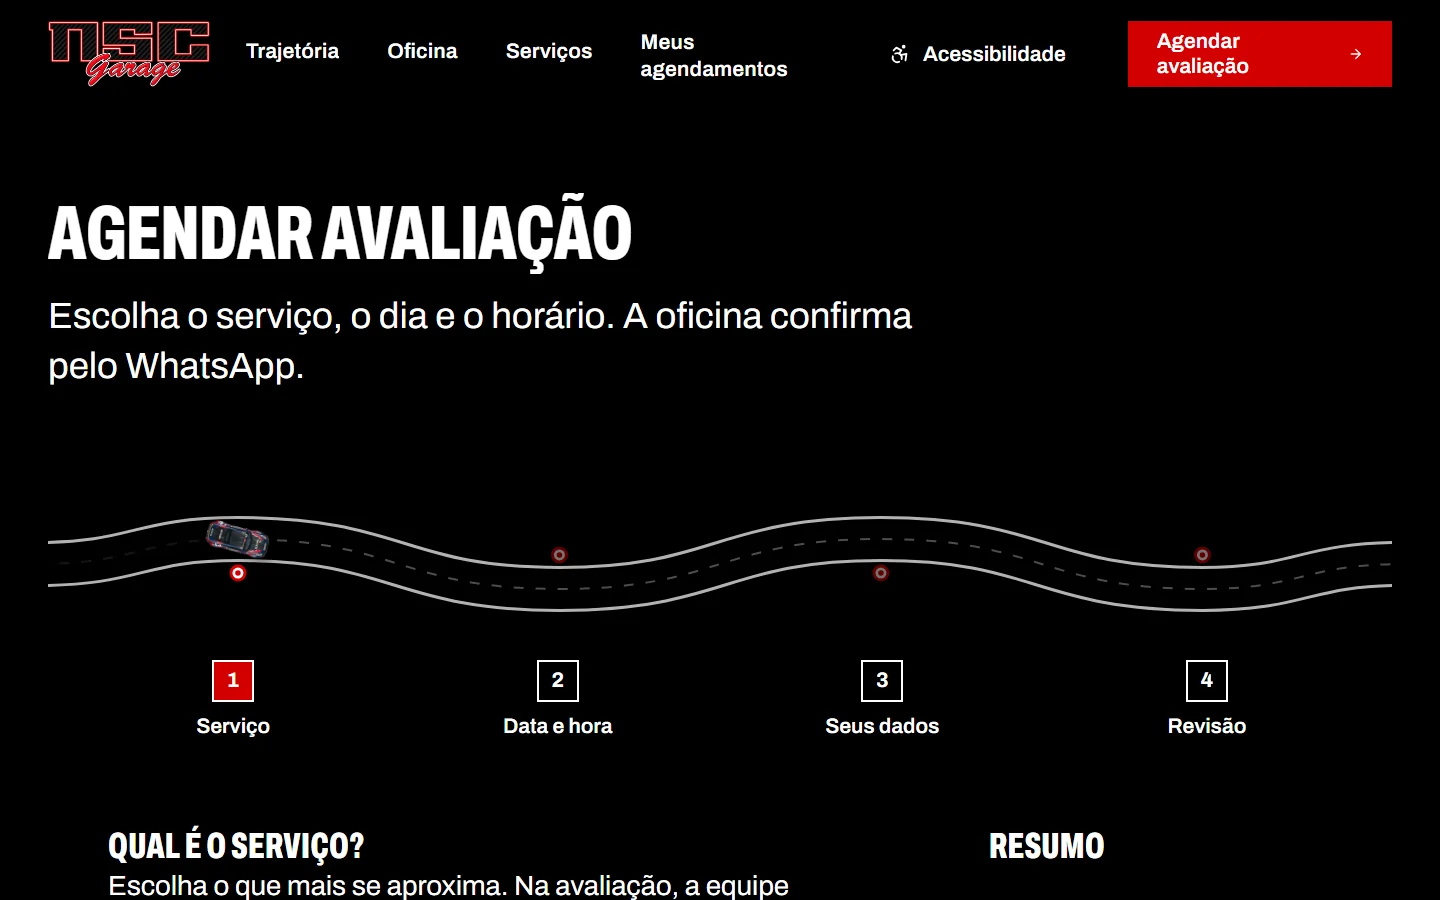 NSC
Garage
Trajetória
Oficina
Serviços
Meus
agendamentos
Acessibilidade
Agendar
avaliação
AGENDAR AVALIAÇÃO
Escolha o serviço, o dia e o horário. A oficina confirma
pelo WhatsApp.
1
2
3
4
Serviço
Data e hora
Seus dados
Revisão
QUAL É O SERVIÇO?
RESUMO
Escolha o que mais se aproxima. Na avaliação, a equipe